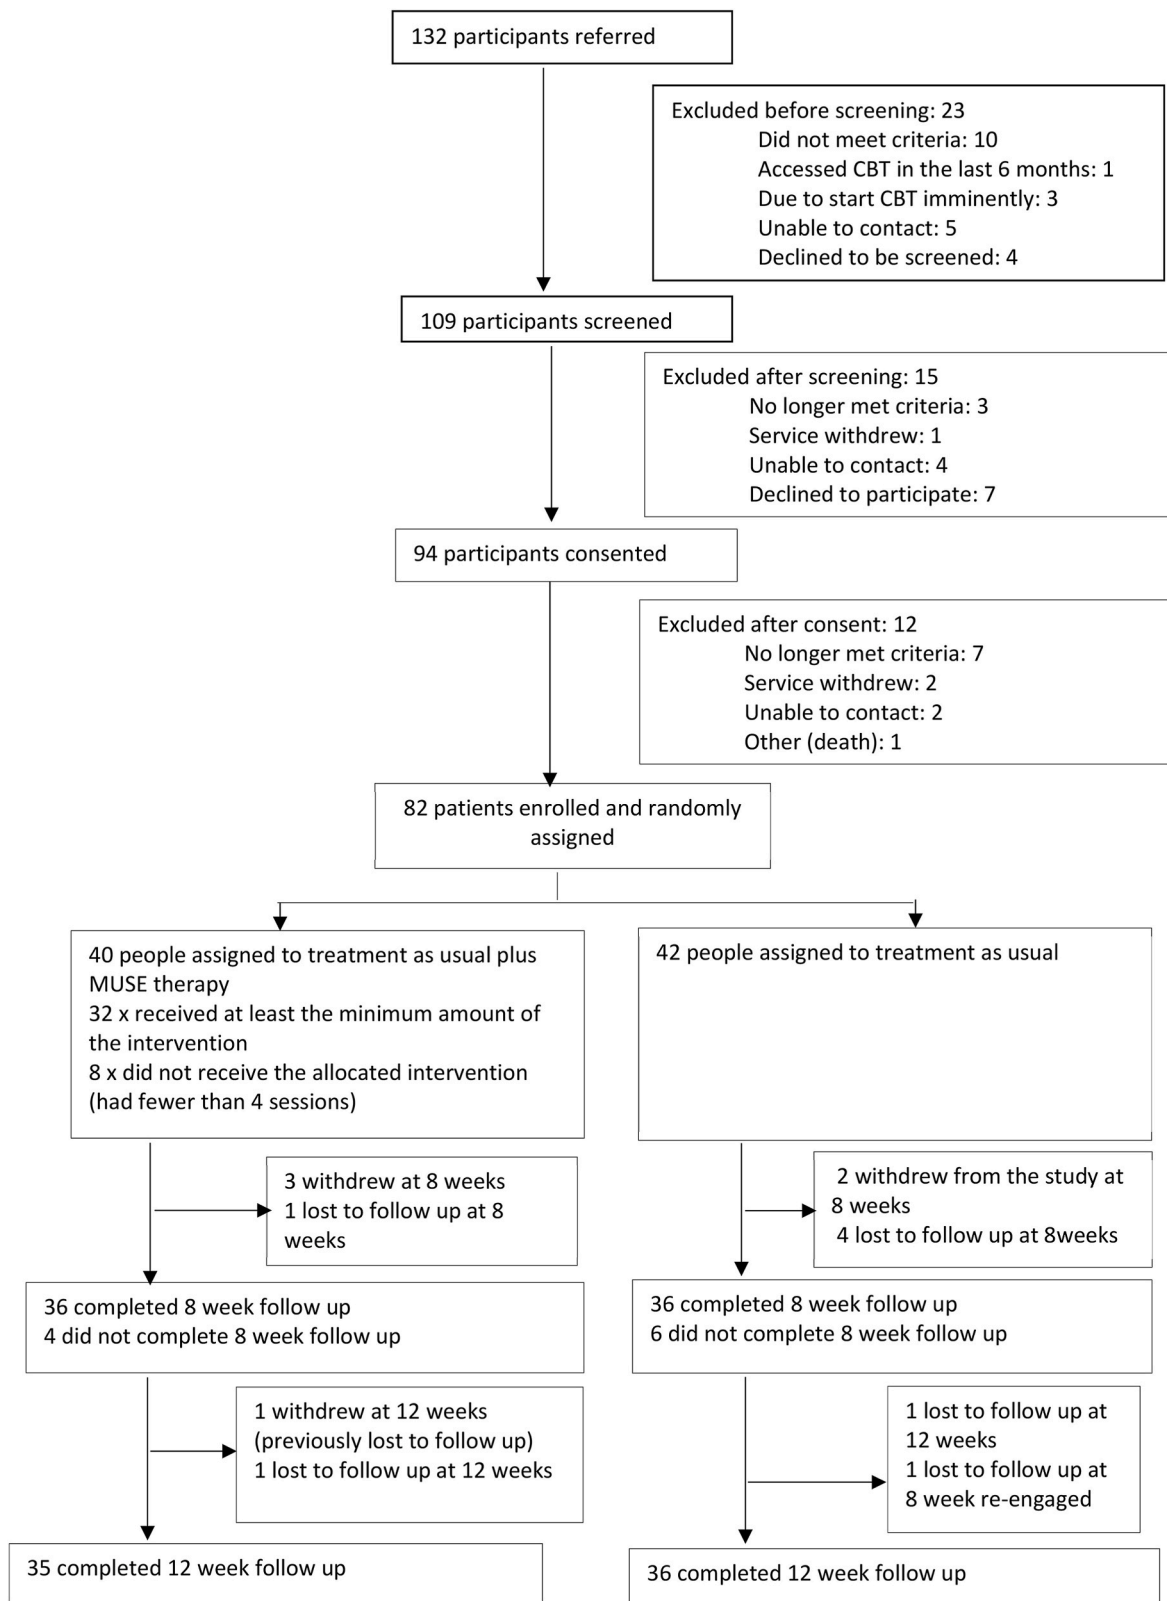 132 participants referred
Excluded before screening: 23
Did not meet criteria: 10
Accessed CBT in the last 6 months: 1
Due to start CBT imminently: 3
Unable to contact: 5
Declined to be screened: 4
109 participants screened
Excluded after screening: 15
No longer met criteria: 3
Service withdrew: 1
Unable to contact: 4
Declined to participate: 7
94 participants consented
Excluded after consent: 12
No longer met criteria: 7
Service withdrew: 2
Unable to contact: 2
Other (death): 1
82 patients enrolled and randomly
assigned
40 people assigned to treatment as usual plus
MUSE therapy
32 x received at least the minimum amount of
the intervention
8 x did not receive the allocated intervention
(had fewer than 4 sessions)
42 people assigned to treatment as usual
3 withdrew at 8 weeks
1 lost to follow up at 8
weeks
2 withdrew from the study at
8 weeks
4 lost to follow up at 8weeks
36 completed 8 week follow up
4 did not complete 8 week follow up
36 completed 8 week follow up
6 did not complete 8 week follow up
1 withdrew at 12 weeks
(previously lost to follow up)
1 lost to follow up at 12 weeks
1 lost to follow up at
12 weeks
1 lost to follow up at
8 week re-engaged
35 completed 12 week follow up
36 completed 12 week follow up